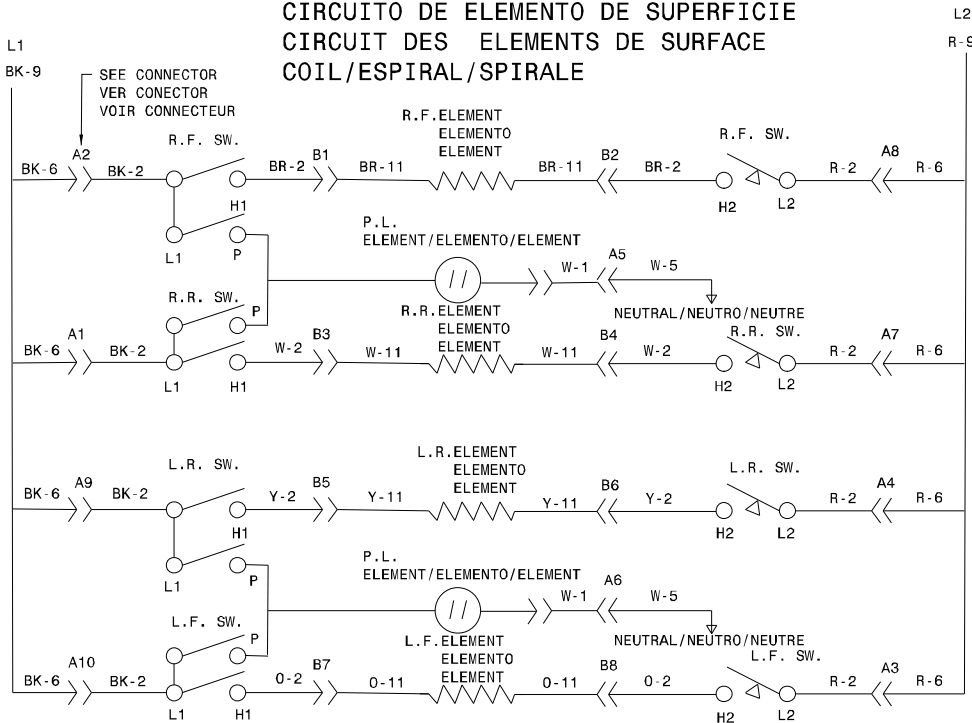 CIRCUITO DE ELEMENTO DE SUPERFICIE
L2
CIRCUIT DES ELEMENTS DE SURFACE
L1
R-9
COIL/ESPIRAL/SPIRALE
BK-9
SEE CONNECTOR
VER CONECTOR
VOIR CONNECTEUR
R.F.ELEMENT
ELEMENTO
ELEMENT
R.F. SW.
R.F. SW.
A2
B1
B2
A8
BK-6
BK-2
BR-2
BR-11
BR-11
BR-2
R-2
R-6
H1
H2
L2
P.L.
ELEMENT/ELEMENTO/ELEMENT
L1
P
A5
W-1
W-5
R.R. SW.
P
R.R.ELEMENT
ELEMENTO
ELEMENT
NEUTRAL/NEUTRO/NEUTRE
R.R. SW.
A1
B3
B4
A7
BK-6
BK-2
W-2
W-11
W-11
W-2
R-2
R-6
L1
H1
H2
L2
L.R.ELEMENT
ELEMENTO
ELEMENT
L.R. SW.
L.R. SW.
A9
B5
B6
A4
BK-6
BK-2
Y-2
Y-11
Y-11
Y-2
R-2
R-6
H1
H2
L2
P.L.
ELEMENT/ELEMENTO/ELEMENT
L1
P
A6
W-1
W-5
L.F. SW.
P
L.F.ELEMENT
ELEMENTO
ELEMENT
NEUTRAL/NEUTRO/NEUTRE
L.F. SW.
A10
B7
B8
A3
BK-6
BK-2
O-2
O-11
O-11
O-2
R-2
R-6
L1
H1
H2
L2